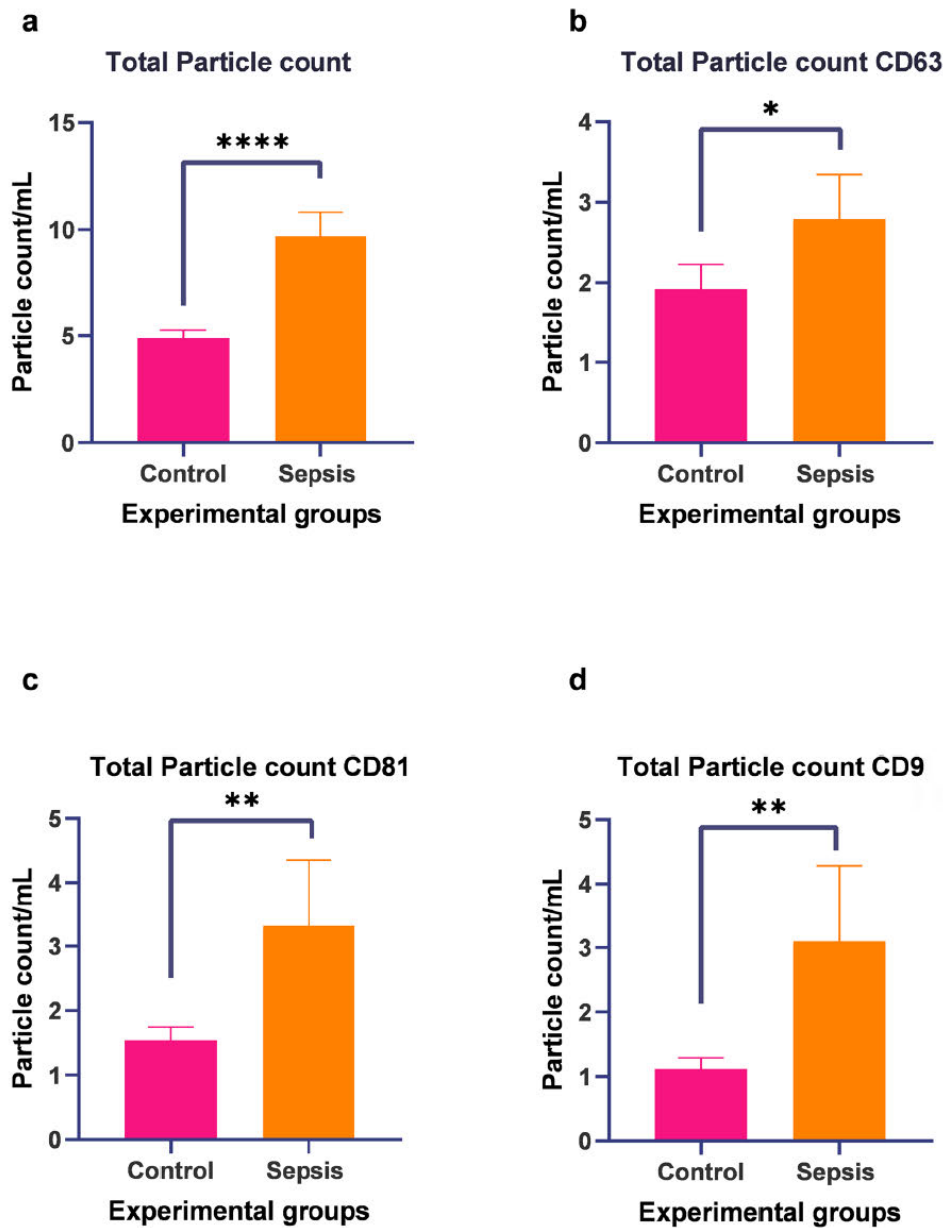 a
Total Particle count
15
10
5
0
Particle count/mL
****
Control Sepsis
Experimental groups
b
Total Particle count CD63
4
3
2
1
0
Particle count/mL
*
Control Sepsis
Experimental groups
c
Total Particle count CD81
5
4
3
2
1
0
Particle count/mL
**
Control Sepsis
Experimental groups
d
Total Particle count CD9
5
4
3
2
1
0
Particle count/mL
**
Control Sepsis
Experimental groups